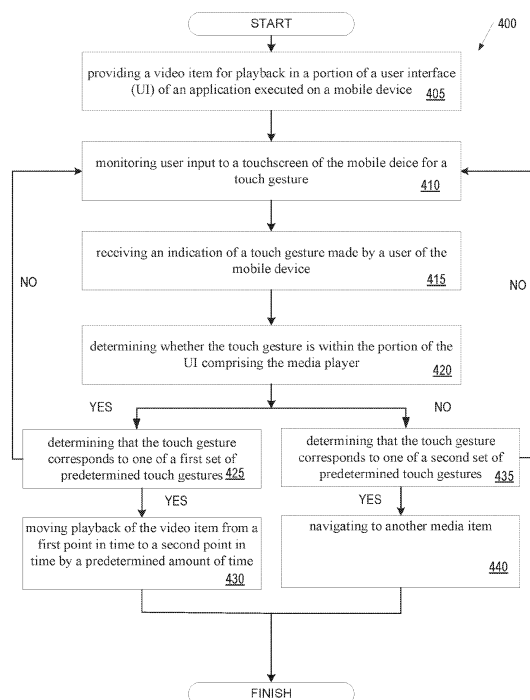 START
400
providing a video item for playback in a portion of a user interface
(UI) of an application executed on a mobile device
405
monitoring user input to a touchscreen of the mobile deice for a
touch gesture
410
receiving an indication of a touch gesture made by a user of the
mobile device
415
NO
NO
determining whether the touch gesture is within the portion of the
UI comprising the media player
420
YES
NO
determining that the touch gesture
corresponds to one of a first set of
predetermined touch gestures 425
determining that the touch gesture
corresponds to one of a second set of
predetermined touch gestures 435
YES
YES
moving playback of the video item from a
first point in time to a second point in
time by a predetermined amount of time
430
navigating to another media item
440
FINISH